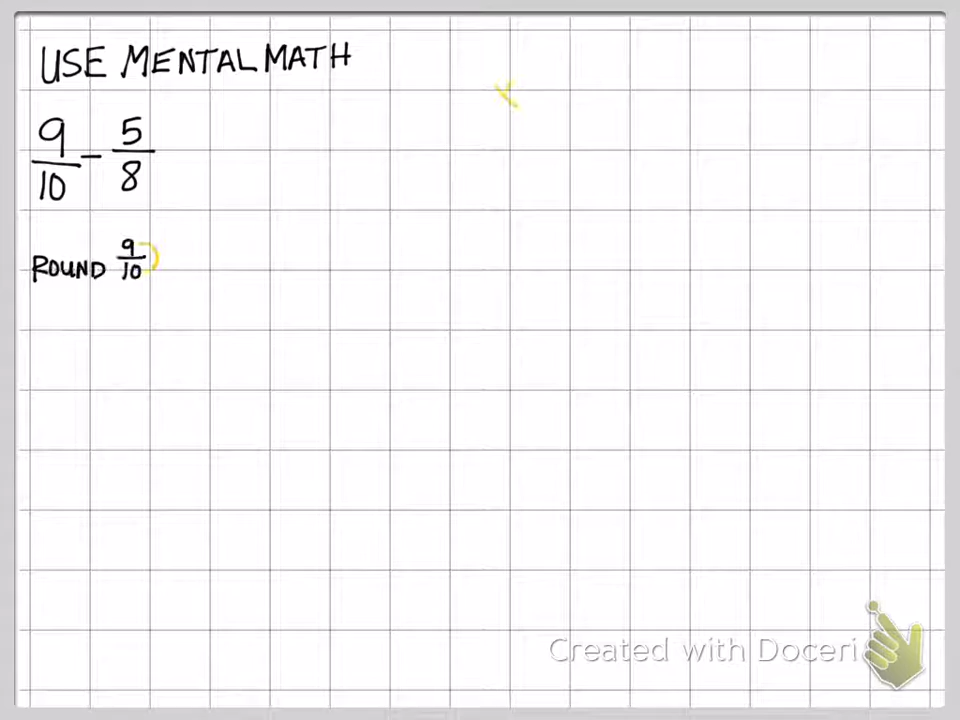 USE MENTAL MATH
9/10 - 5/8
ROUND 9/10
Created with Doceri